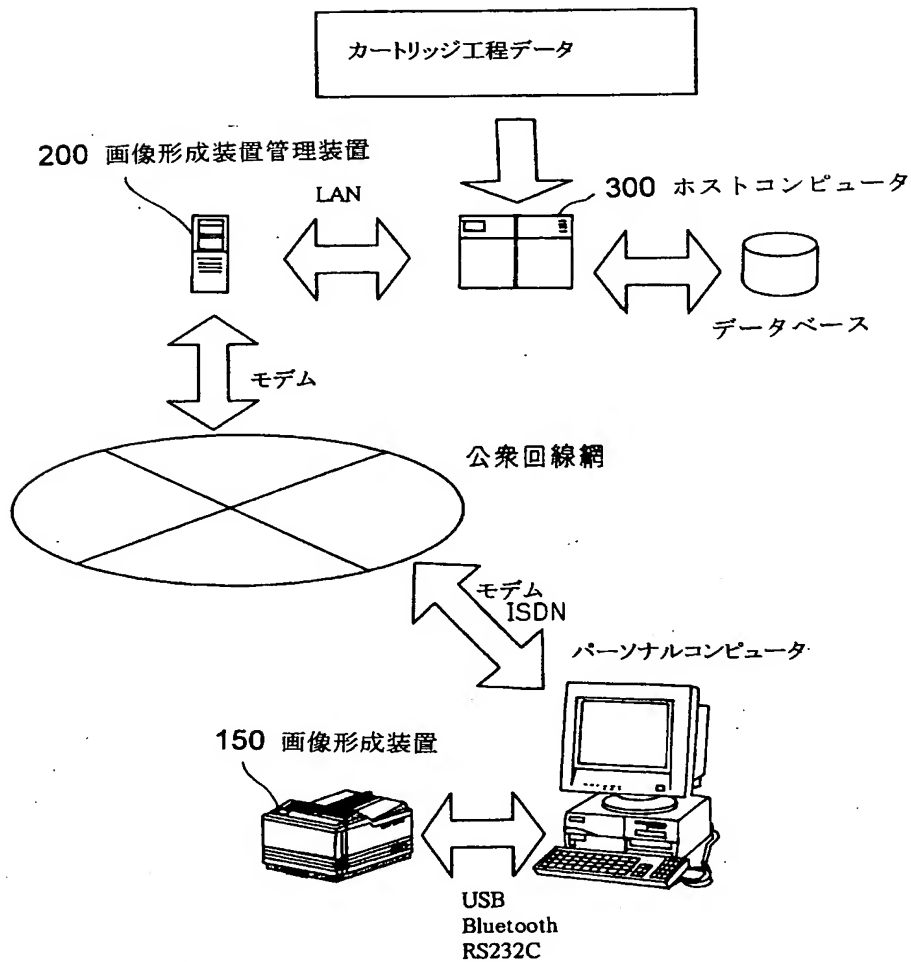 カートリッジ工程データ
200 画像形成装置管理装置
LAN
300 ホストコンピュータ
データベース
モデム
公衆回線網
モデム
ISDN
パーソナルコンピュータ
150 画像形成装置
USB
Bluetooth
RS232C